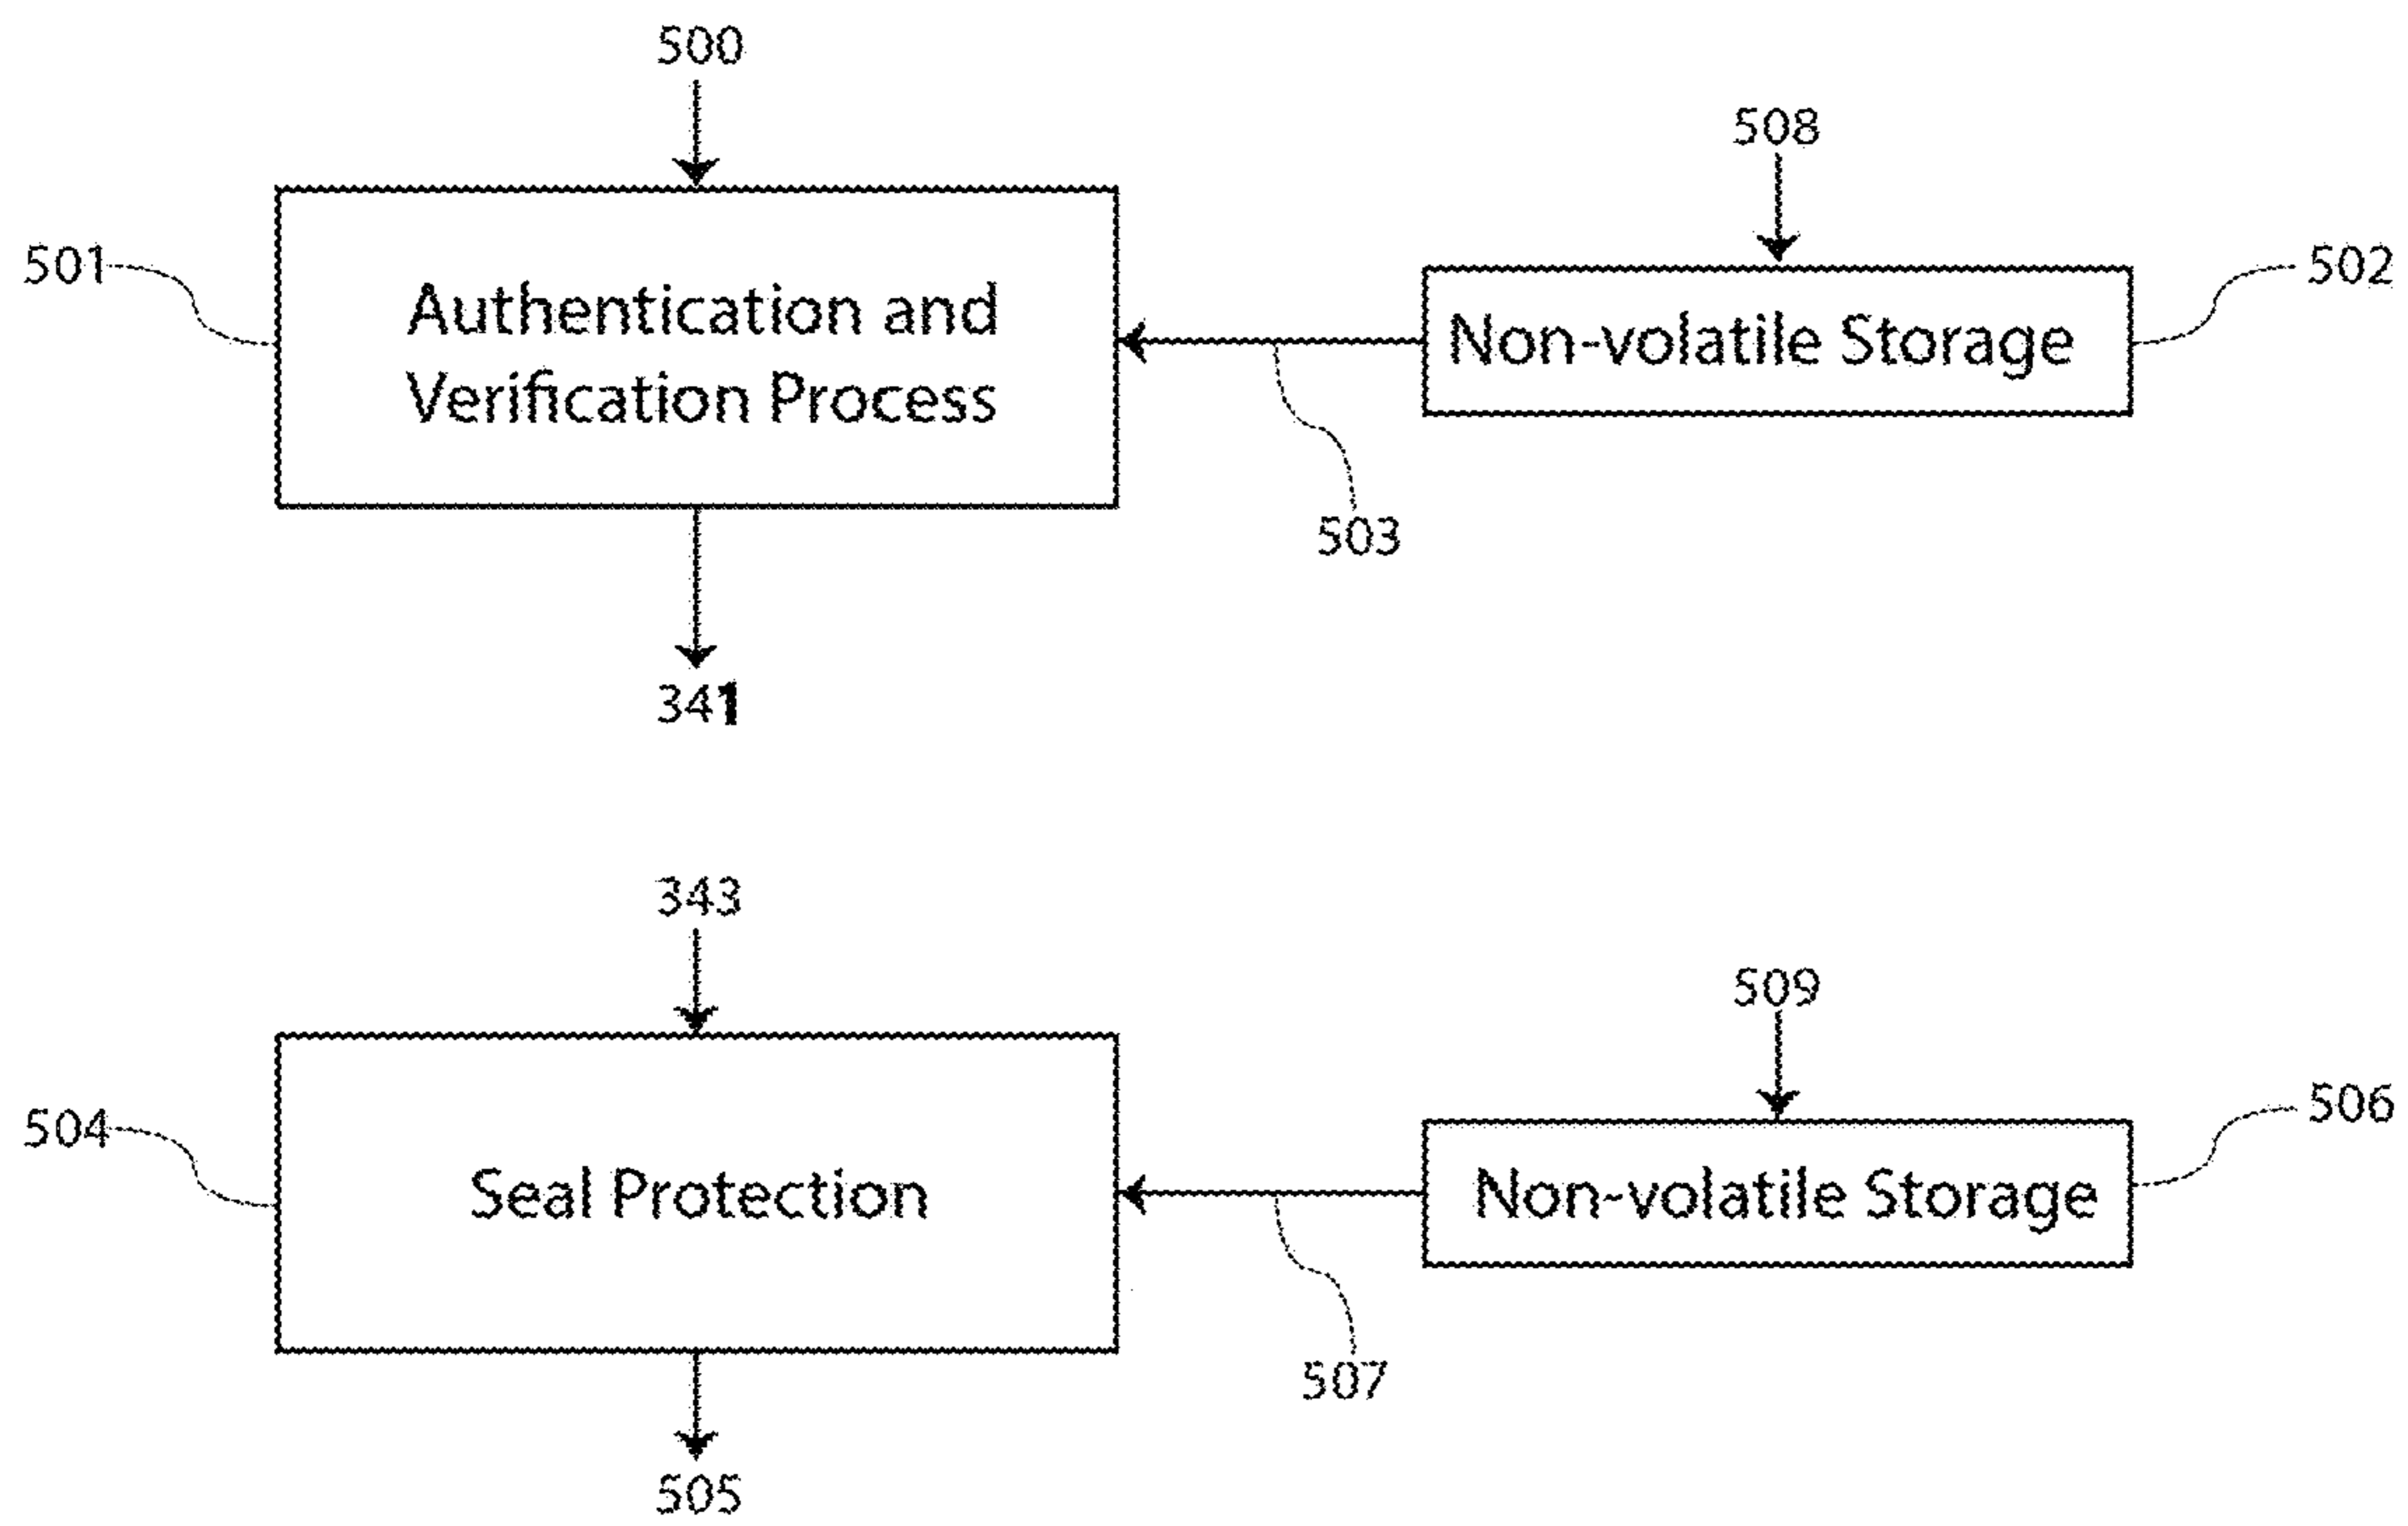 500
508
501
Authentication and
Verification Process
Non-volatile Storage
502
503
341
343
509
504
Seal Protection
Non-volatile Storage
506
507
505